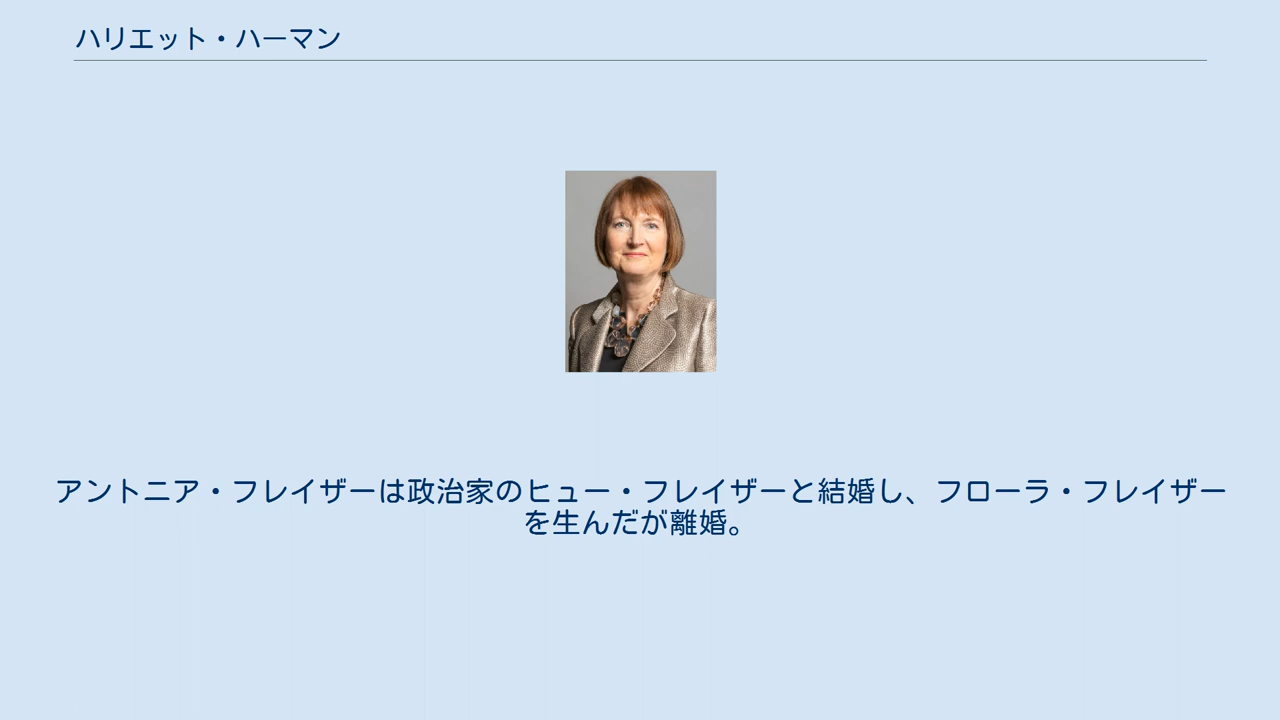 ハリエット・ハーマン
アントニア・フレイザーは政治家のヒュー・フレイザーと結婚し、フローラ・フレイザー
を生んだが離婚。